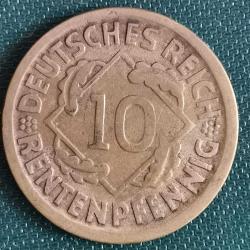 DEUTSCHES REICH
10
RENTENPFENNIG